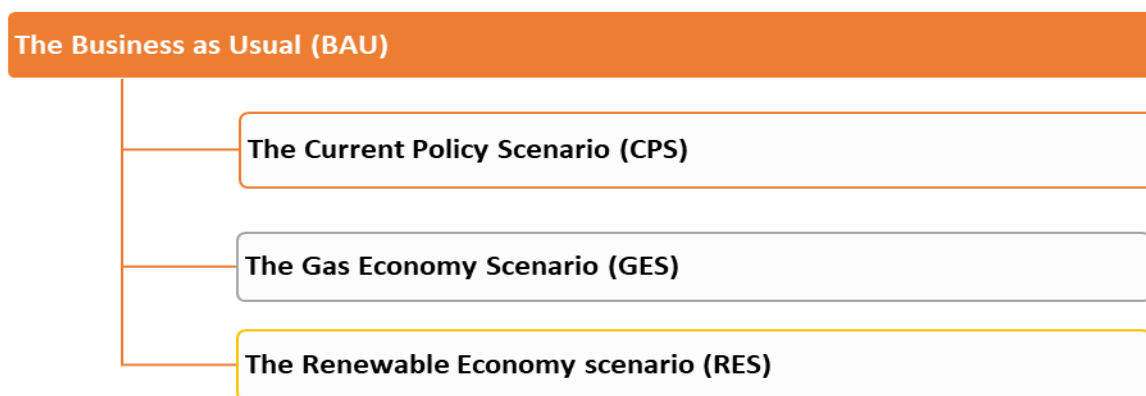 The Business as Usual (BAU)
The Current Policy Scenario (CPS)
The Gas Economy Scenario (GES)
The Renewable Economy scenario (RES)